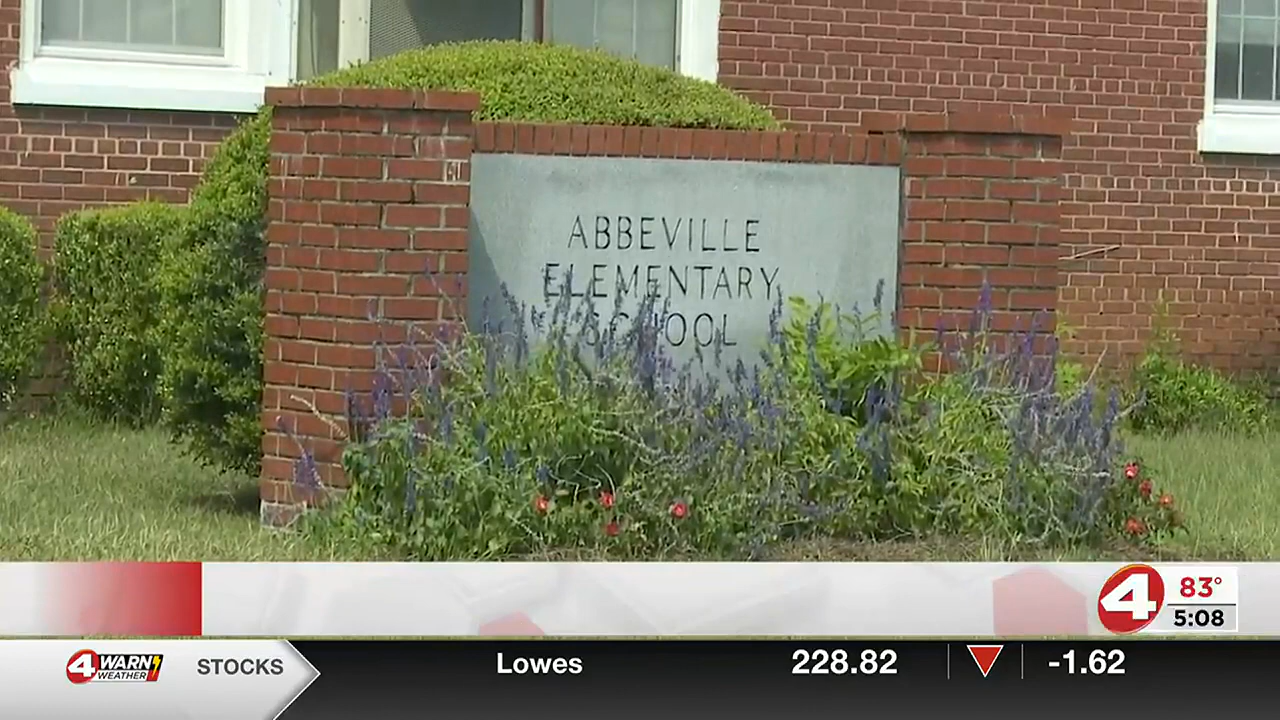 ABBEVILLE
ELEMENTARY
SCHOOL
4 83°
5:08
4 WARN
WEATHER
STOCKS
Lowes 228.82 -1.62